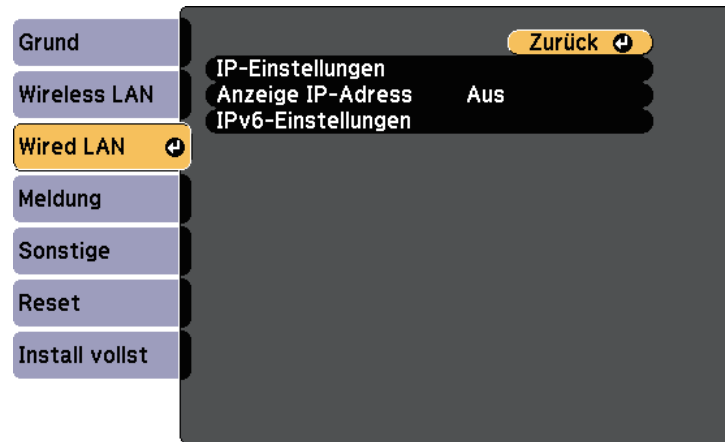 Grund
Wireless LAN
Wired LAN
Meldung
Sonstige
Reset
Install vollst
Zurück
IP-Einstellungen
Anzeige IP-Adress Aus
IPv6-Einstellungen